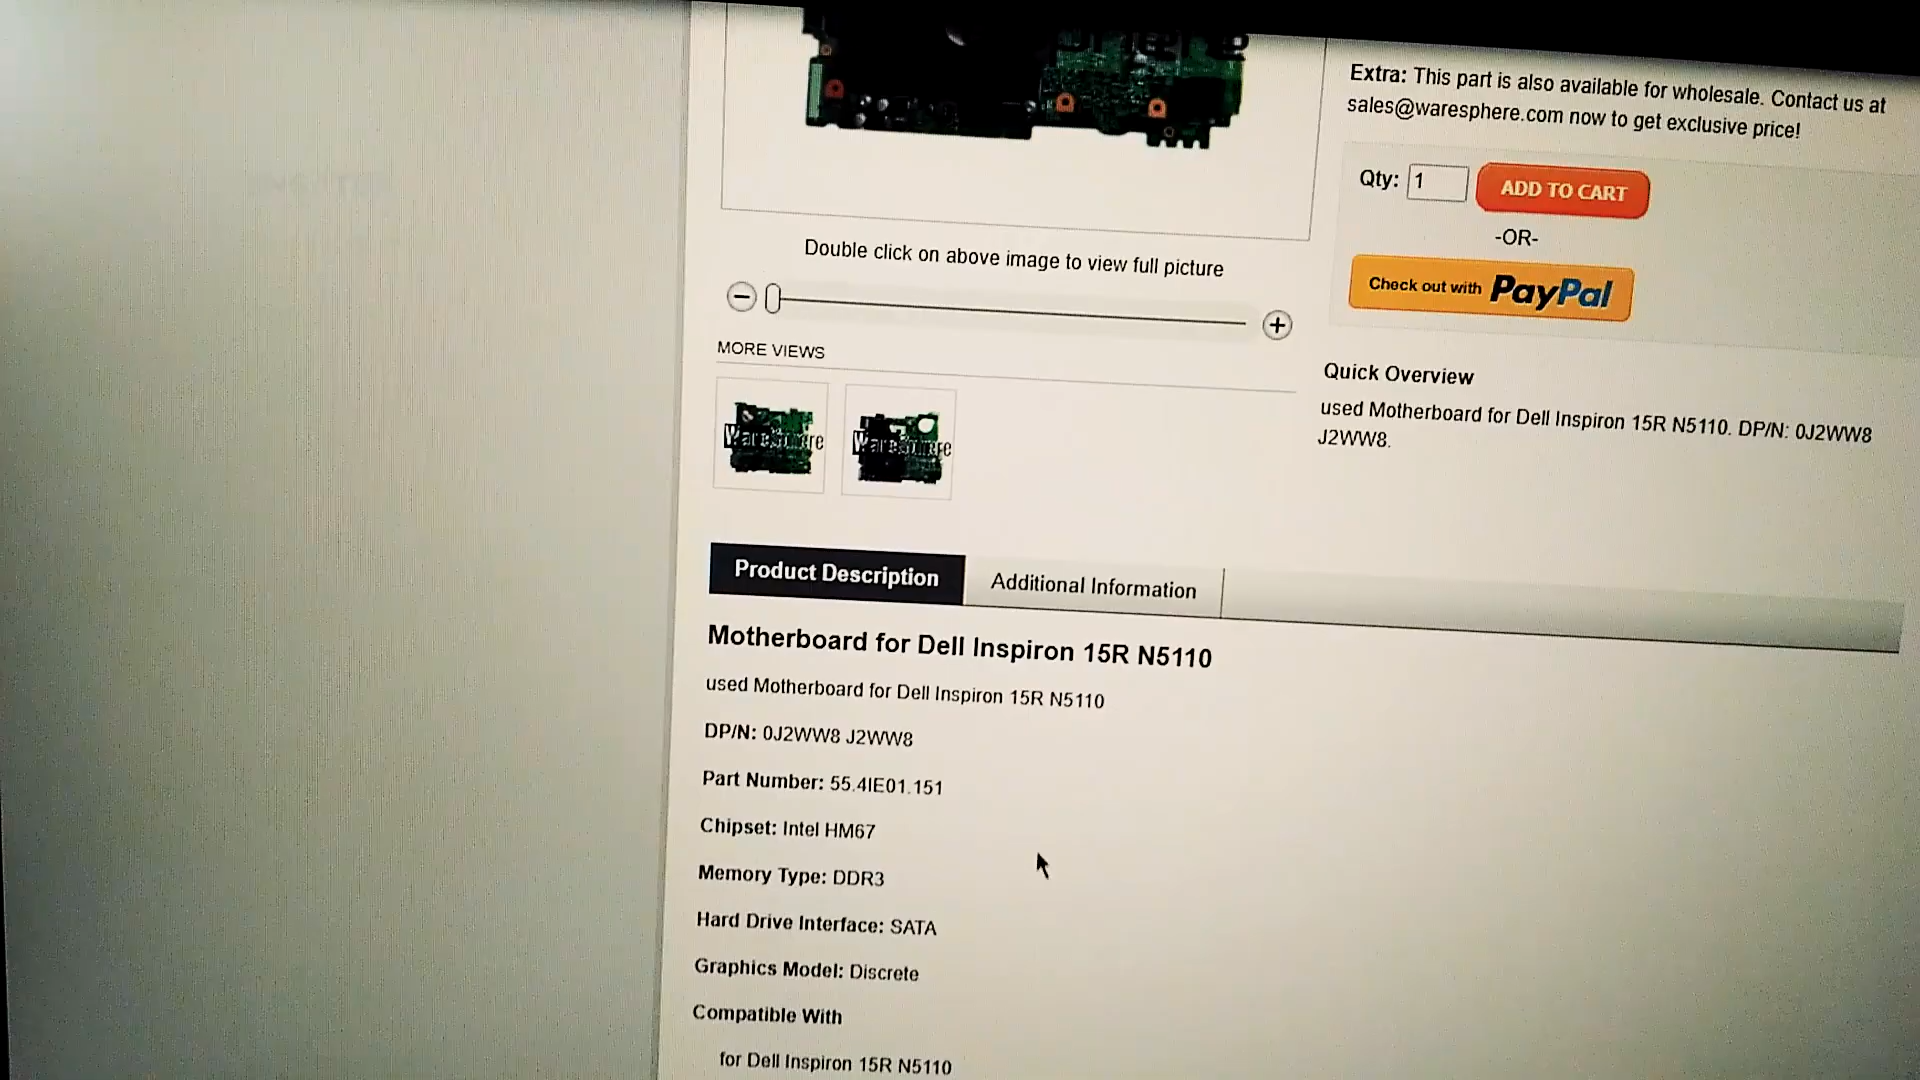 Extra: This part is also available for wholesale. Contact us at
sales@waresphere.com now to get exclusive price!
Qty: 1 ADD TO CART
-OR-
Check out with PayPal
Double click on above image to view full picture
MORE VIEWS
Quick Overview
used Motherboard for Dell Inspiron 15R N5110. DP/N: 0J2WW8
J2WW8.
WareSphere
WareSphere
Product Description
Additional Information
Motherboard for Dell Inspiron 15R N5110
used Motherboard for Dell Inspiron 15R N5110
DP/N: 0J2WW8 J2WW8
Part Number: 55.4IE01.151
Chipset: Intel HM67
Memory Type: DDR3
Hard Drive Interface: SATA
Graphics Model: Discrete
Compatible With
for Dell Inspiron 15R N5110